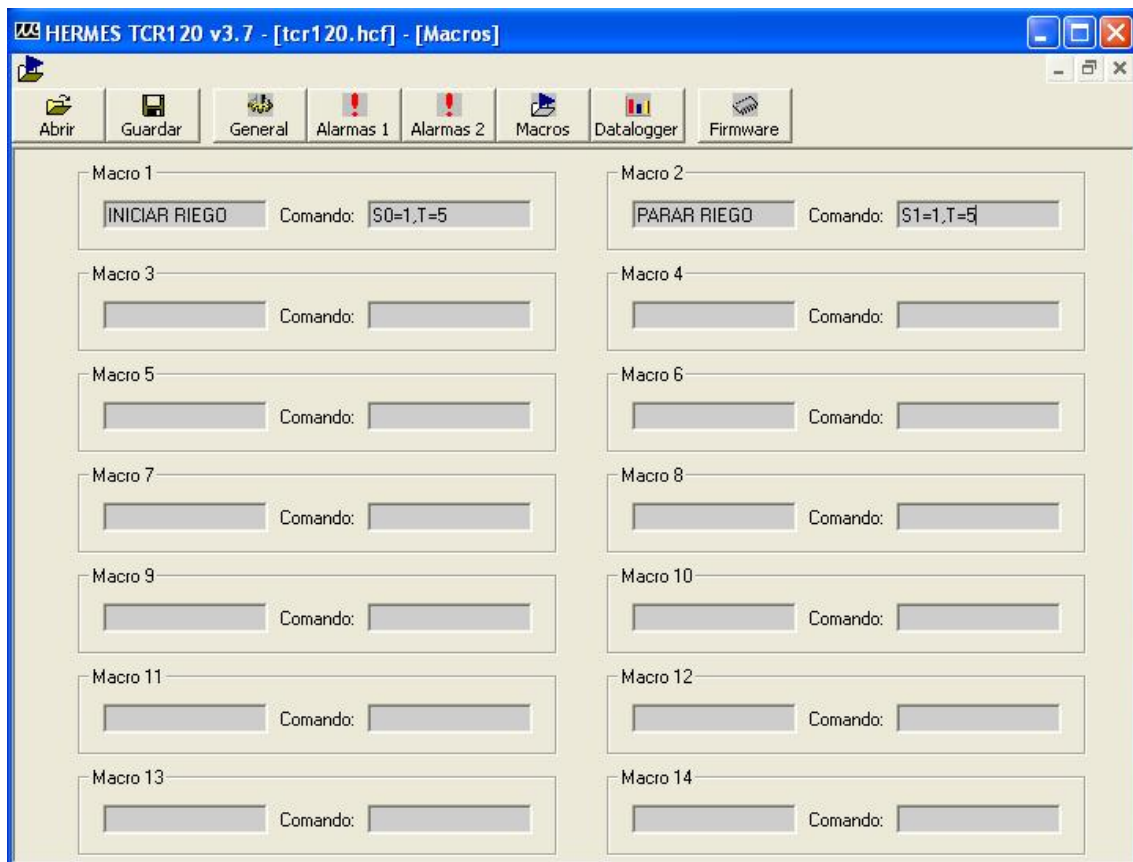 HERMES TCR120 v3.7 - [tcr120.hcf] - [Macros]
Abrir Guardar General Alarmas 1 Alarmas 2 Macros Datalogger Firmware
Macro 1 Macro 2
INICIAR RIEGO Comando: S0=1,T=5 PARAR RIEGO Comando: S1=1,T=5
Macro 3 Macro 4
Comando: Comando:
Macro 5 Macro 6
Comando: Comando:
Macro 7 Macro 8
Comando: Comando:
Macro 9 Macro 10
Comando: Comando:
Macro 11 Macro 12
Comando: Comando:
Macro 13 Macro 14
Comando: Comando: